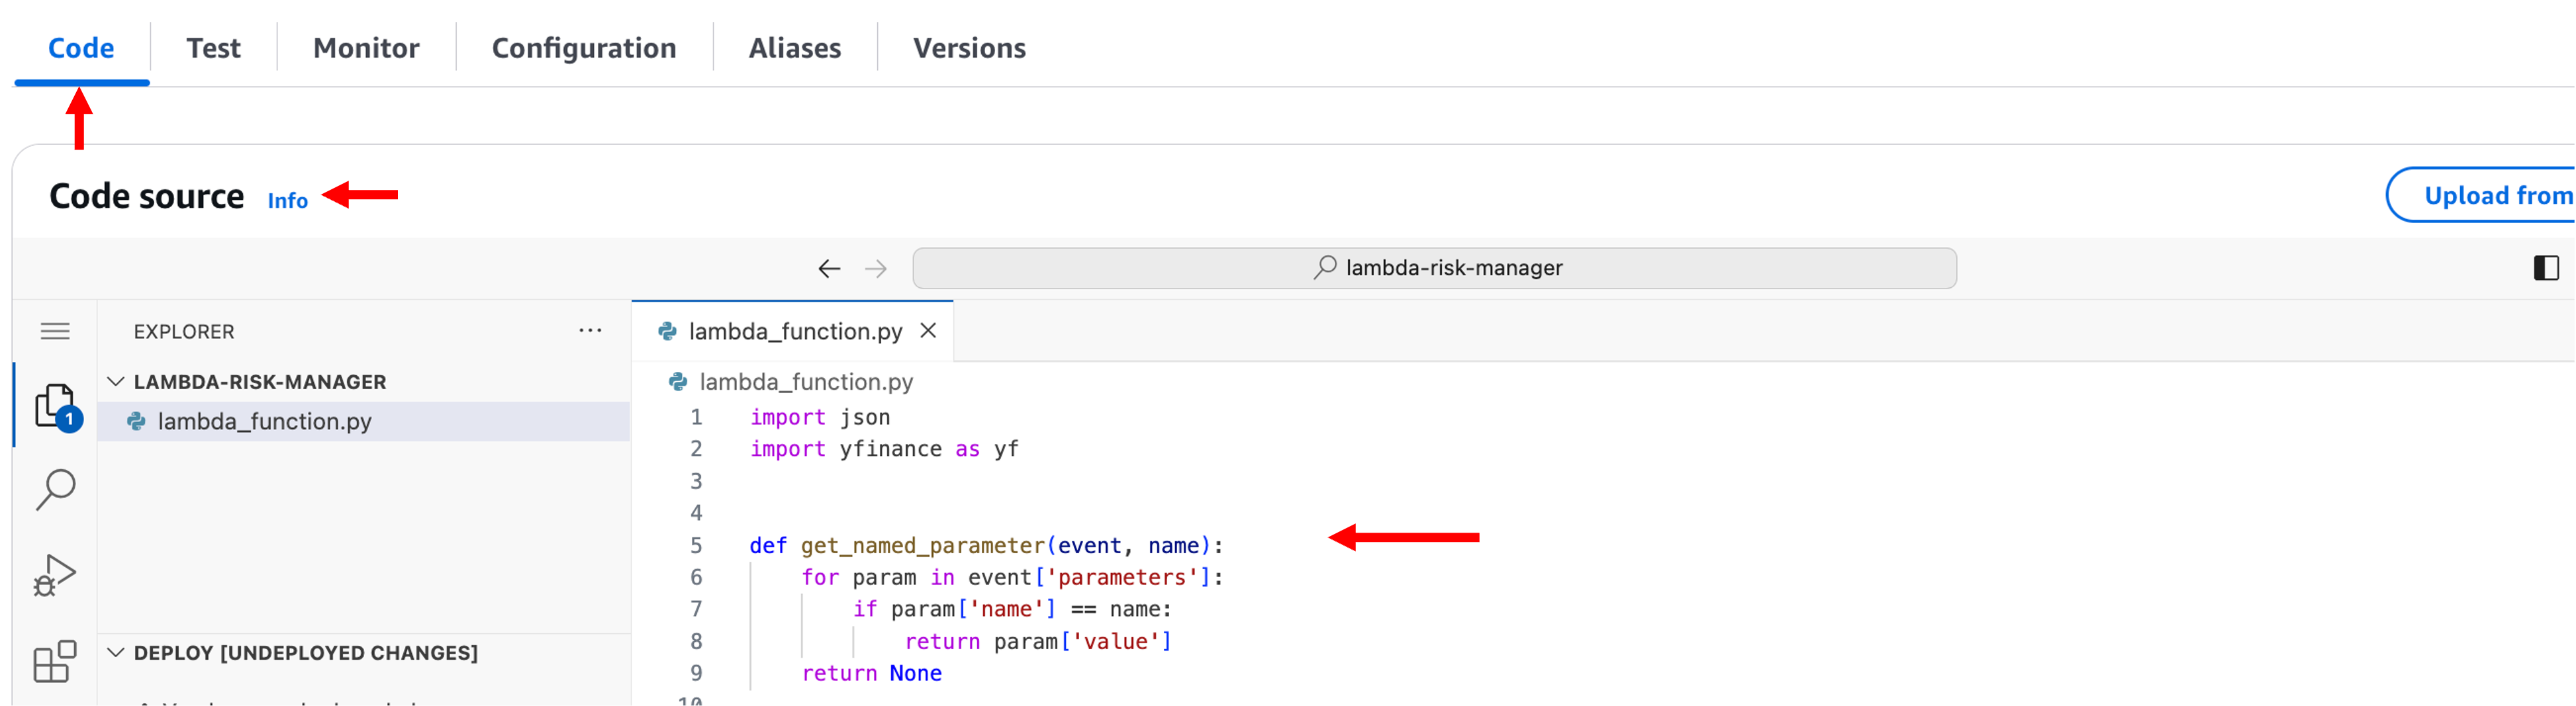 Code Test Monitor Configuration Aliases Versions
Code source Info Upload from
lambda-risk-manager
EXPLORER ···
lambda_function.py
LAMBDA-RISK-MANAGER
lambda_function.py
1
DEPLOY [UNDEPLOYED CHANGES]
lambda_function.py
1 import json
2 import yfinance as yf
3
4
5 def get_named_parameter(event, name):
6 for param in event['parameters']:
7 if param['name'] == name:
8 return param['value']
9 return None
10